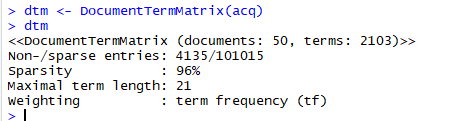 > dtm <- DocumentTermMatrix(acq)
> dtm
<<DocumentTermMatrix (documents: 50, terms: 2103)>>
Non-/sparse entries: 4135/101015
Sparsity           : 96%
Maximal term length: 21
Weighting          : term frequency (tf)
>